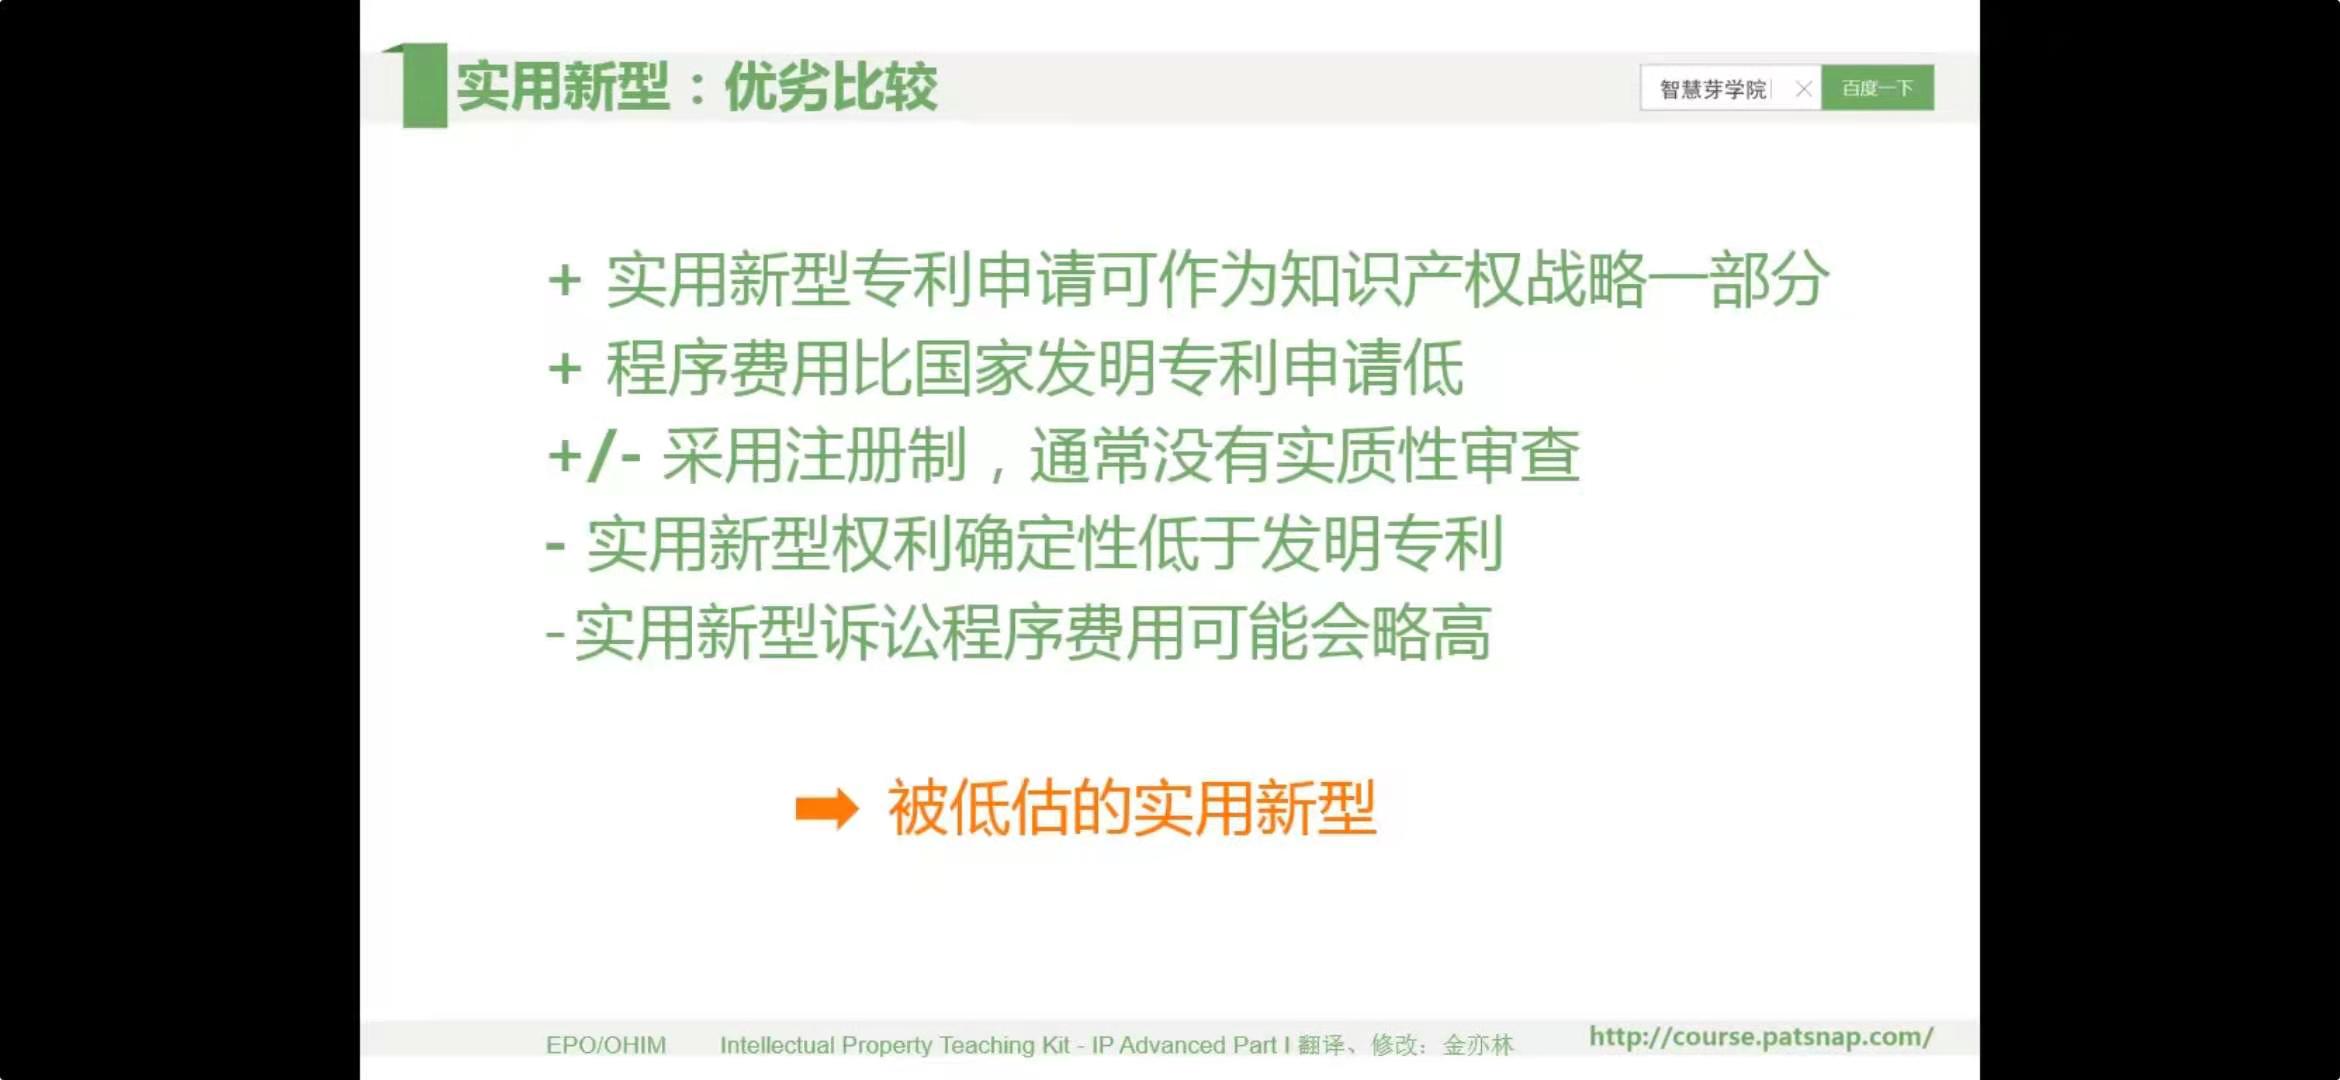 实用新型：优劣比较
智慧芽学院
百度一下
+ 实用新型专利申请可作为知识产权战略一部分
+ 程序费用比国家发明专利申请低
+/- 采用注册制，通常没有实质性审查
- 实用新型权利确定性低于发明专利
-实用新型诉讼程序费用可能会略高
被低估的实用新型
EPO/OHIM
Intellectual Property Teaching Kit - IP Advanced Part I 翻译、修改：金亦林
http://course.patsnap.com/